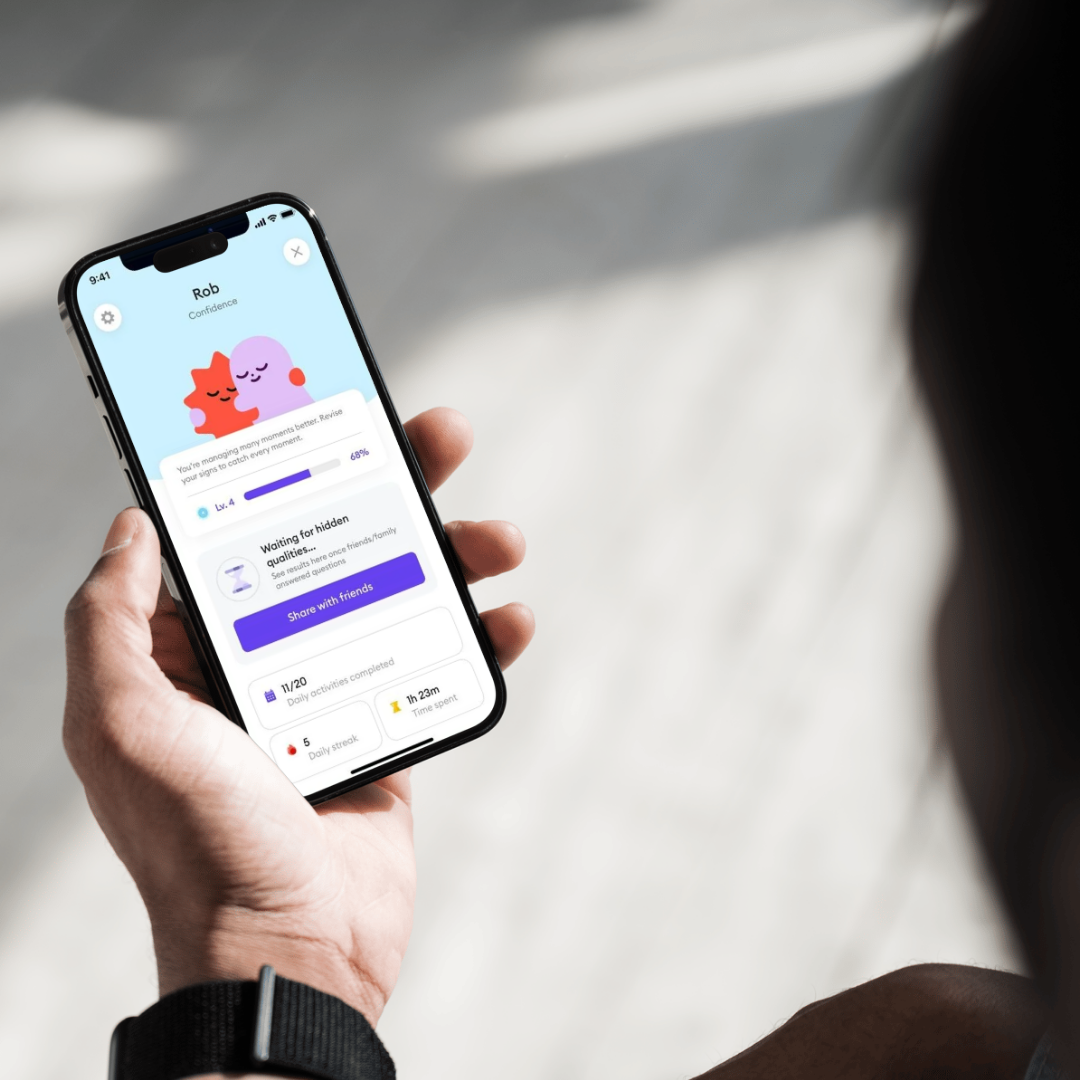 9:41
Rob
Confidence
You're managing many moments better. Revise
your signs to catch every moment.
Lv. 4
68%
Waiting for hidden
qualities...
See results here once friends/family
answered questions
Share with friends
11/20
Daily activities completed
5
Daily streak
1h 23m
Time spent